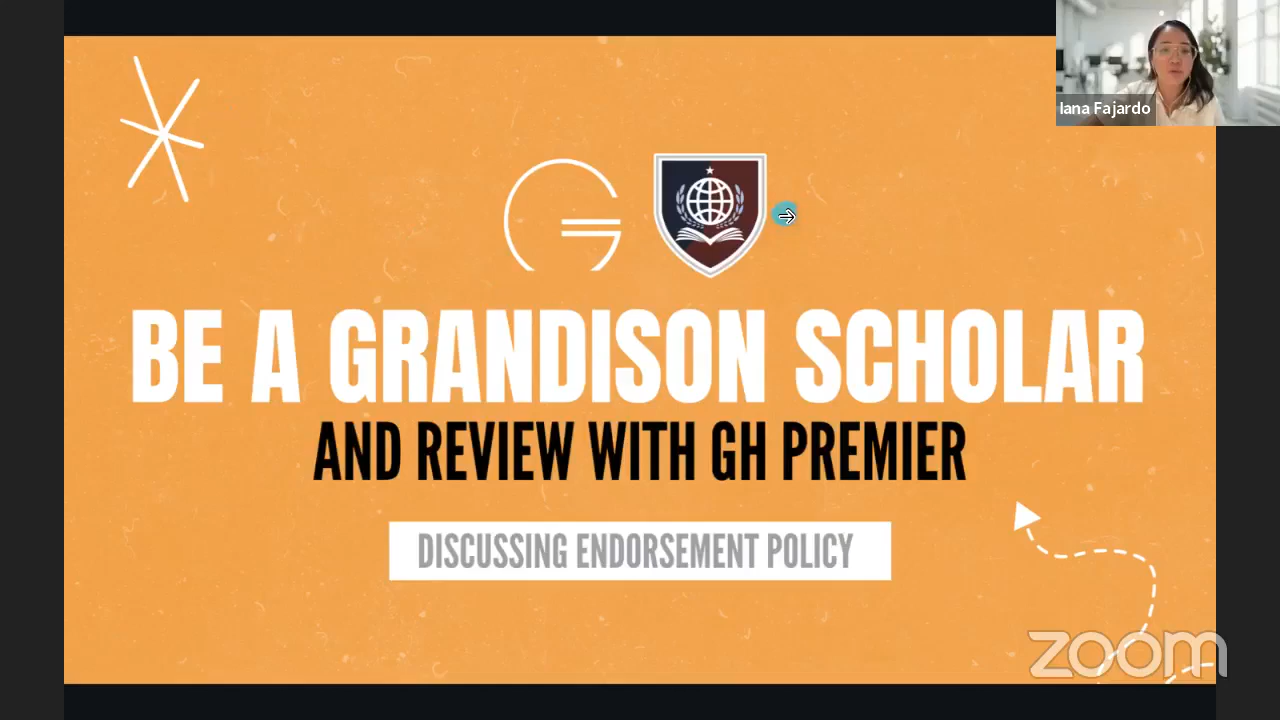 Iana Fajardo
BE A GRANDISON SCHOLAR
AND REVIEW WITH GH PREMIER
DISCUSSING ENDORSEMENT POLICY
zoom